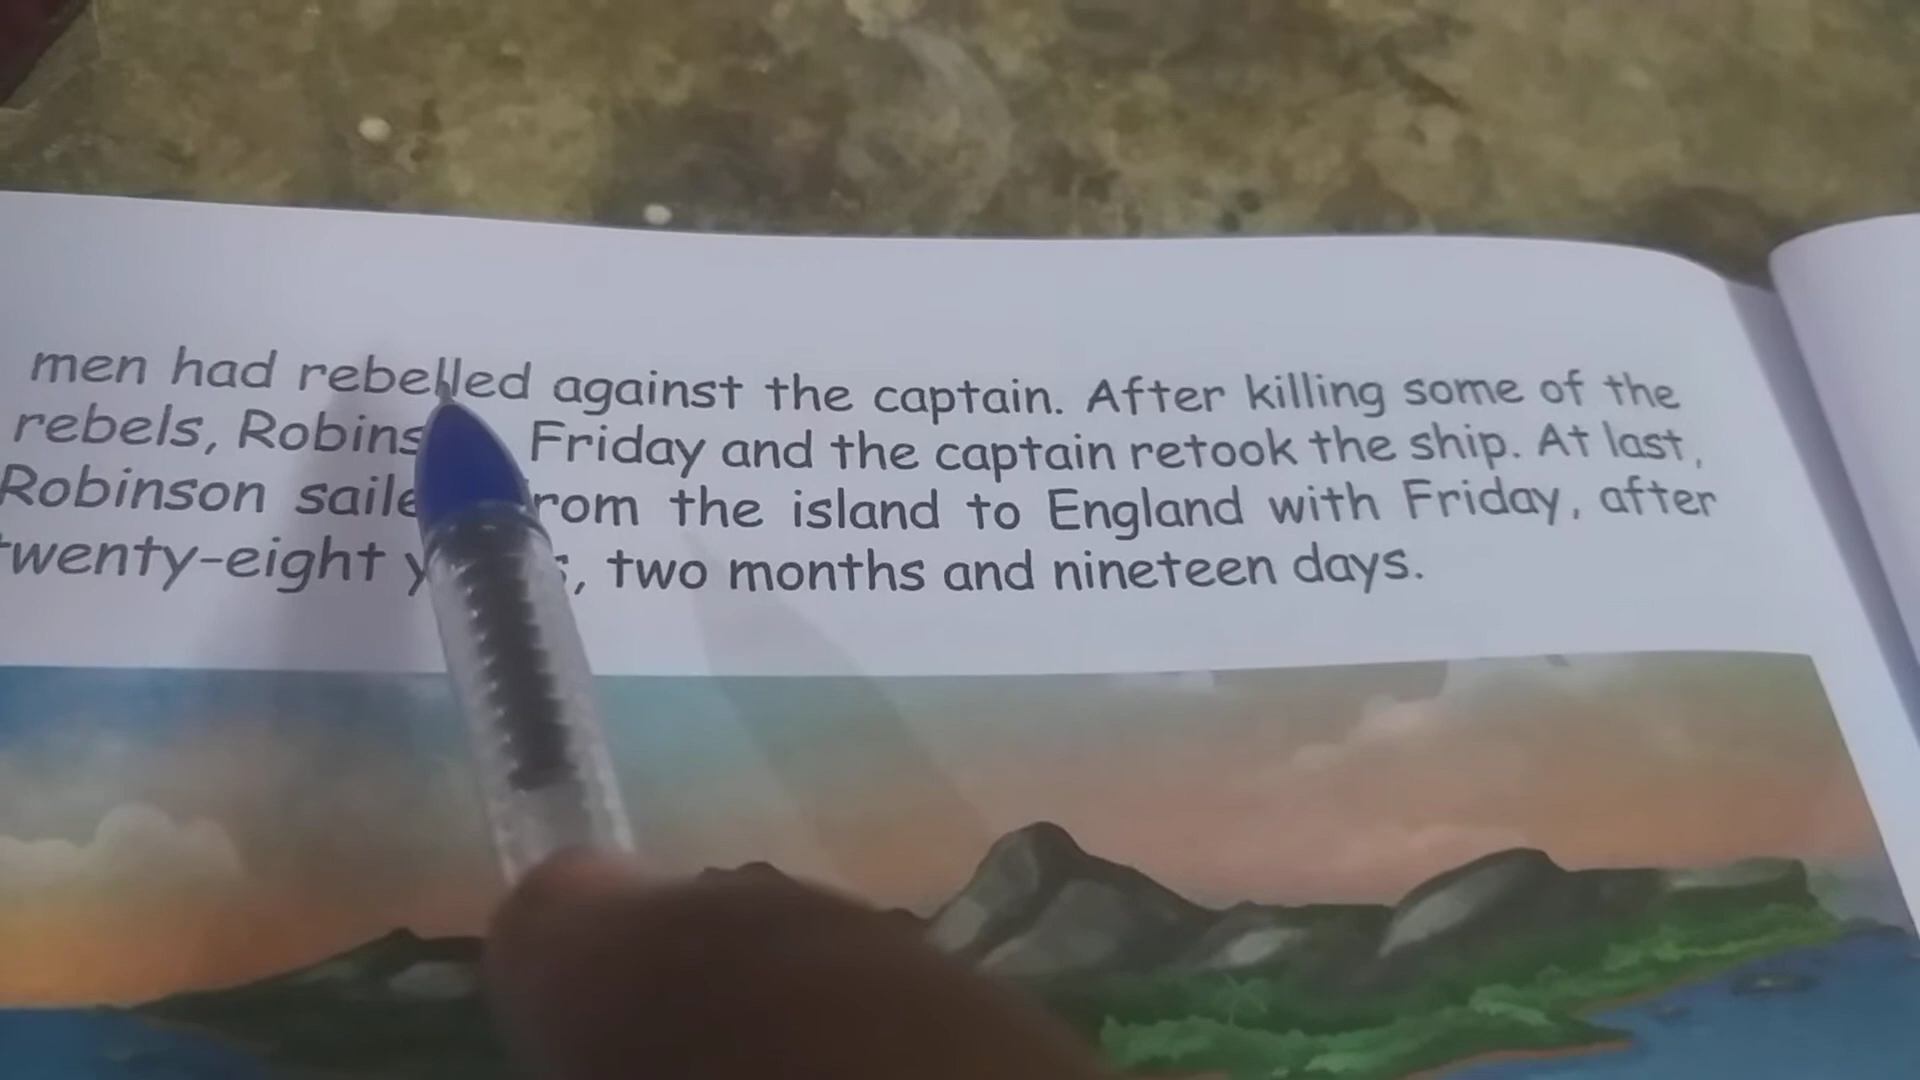 men had rebelled against the captain. After killing some of the
rebels, Robins Friday and the captain retook the ship. At last,
Robinson saile rom the island to England with Friday, after
twenty-eight y , two months and nineteen days.